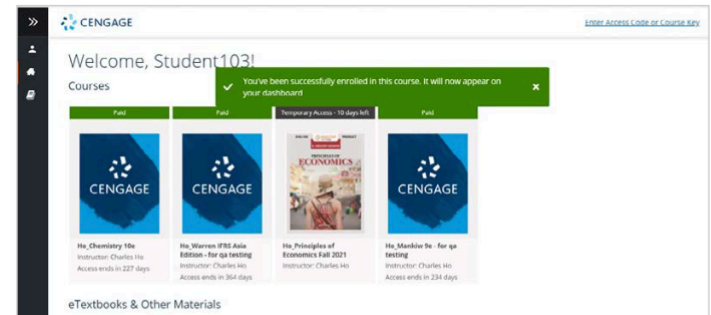 CENGAGE
Enter Access Code or Course Key
Welcome, Student103!
Courses
You've been successfully enrolled in this course. It will now appear on
your dashboard
Paid
Paid
Temporary Access - 10 days left
Paid
CENGAGE
CENGAGE
PRINCIPLES OF
ECONOMICS
CENGAGE
Ho_Chemistry 10e
Instructor: Charles Ho
Access ends in 227 days
Ho_Warren IFRS Asia
Edition - for qa testing
Instructor: Charles Ho
Access ends in 364 days
Ho_Principles of
Economics Fall 2021
Instructor: Charles Ho
Ho_Mankiw 9e - for qa
testing
Instructor: Charles Ho
Access ends in 234 days
eTextbooks & Other Materials